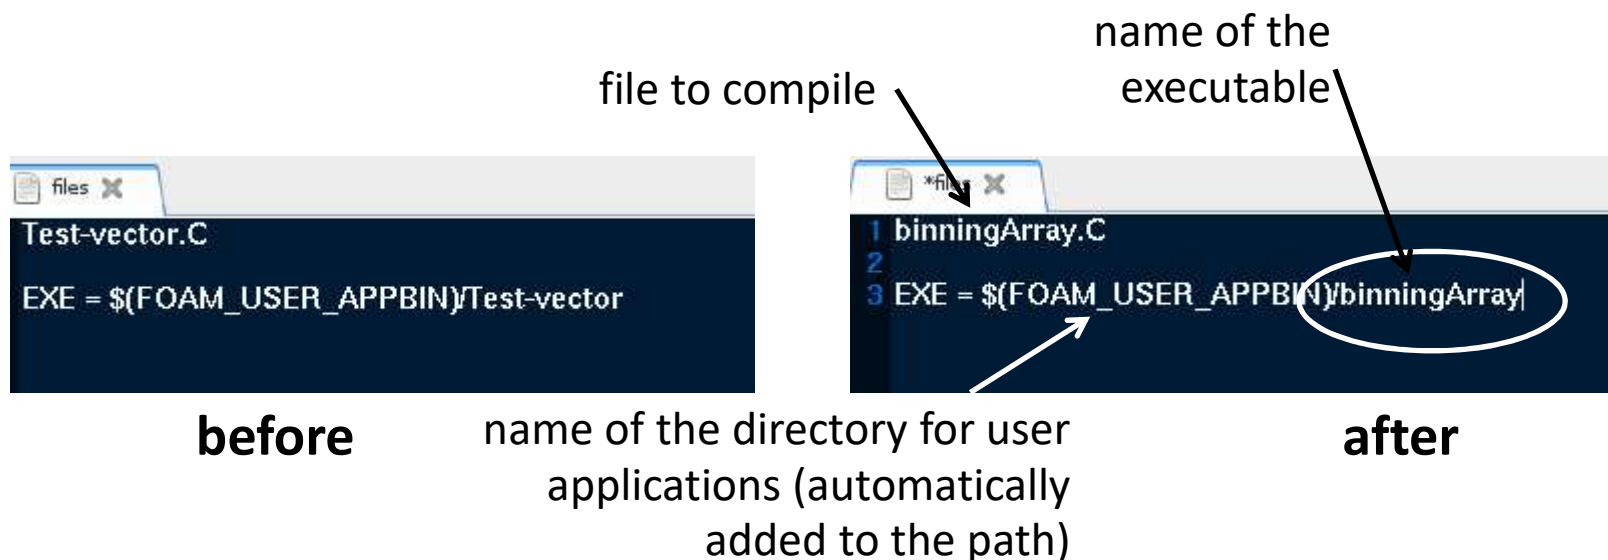 name of the
executable
file to compile
files
Test-vector.C
EXE = $(FOAM_USER_APPBIN)/Test-vector
*files
1 binningArray.C
2
3 EXE = $(FOAM_USER_APPBIN)/binningArray
before
name of the directory for user
applications (automatically
added to the path)
after